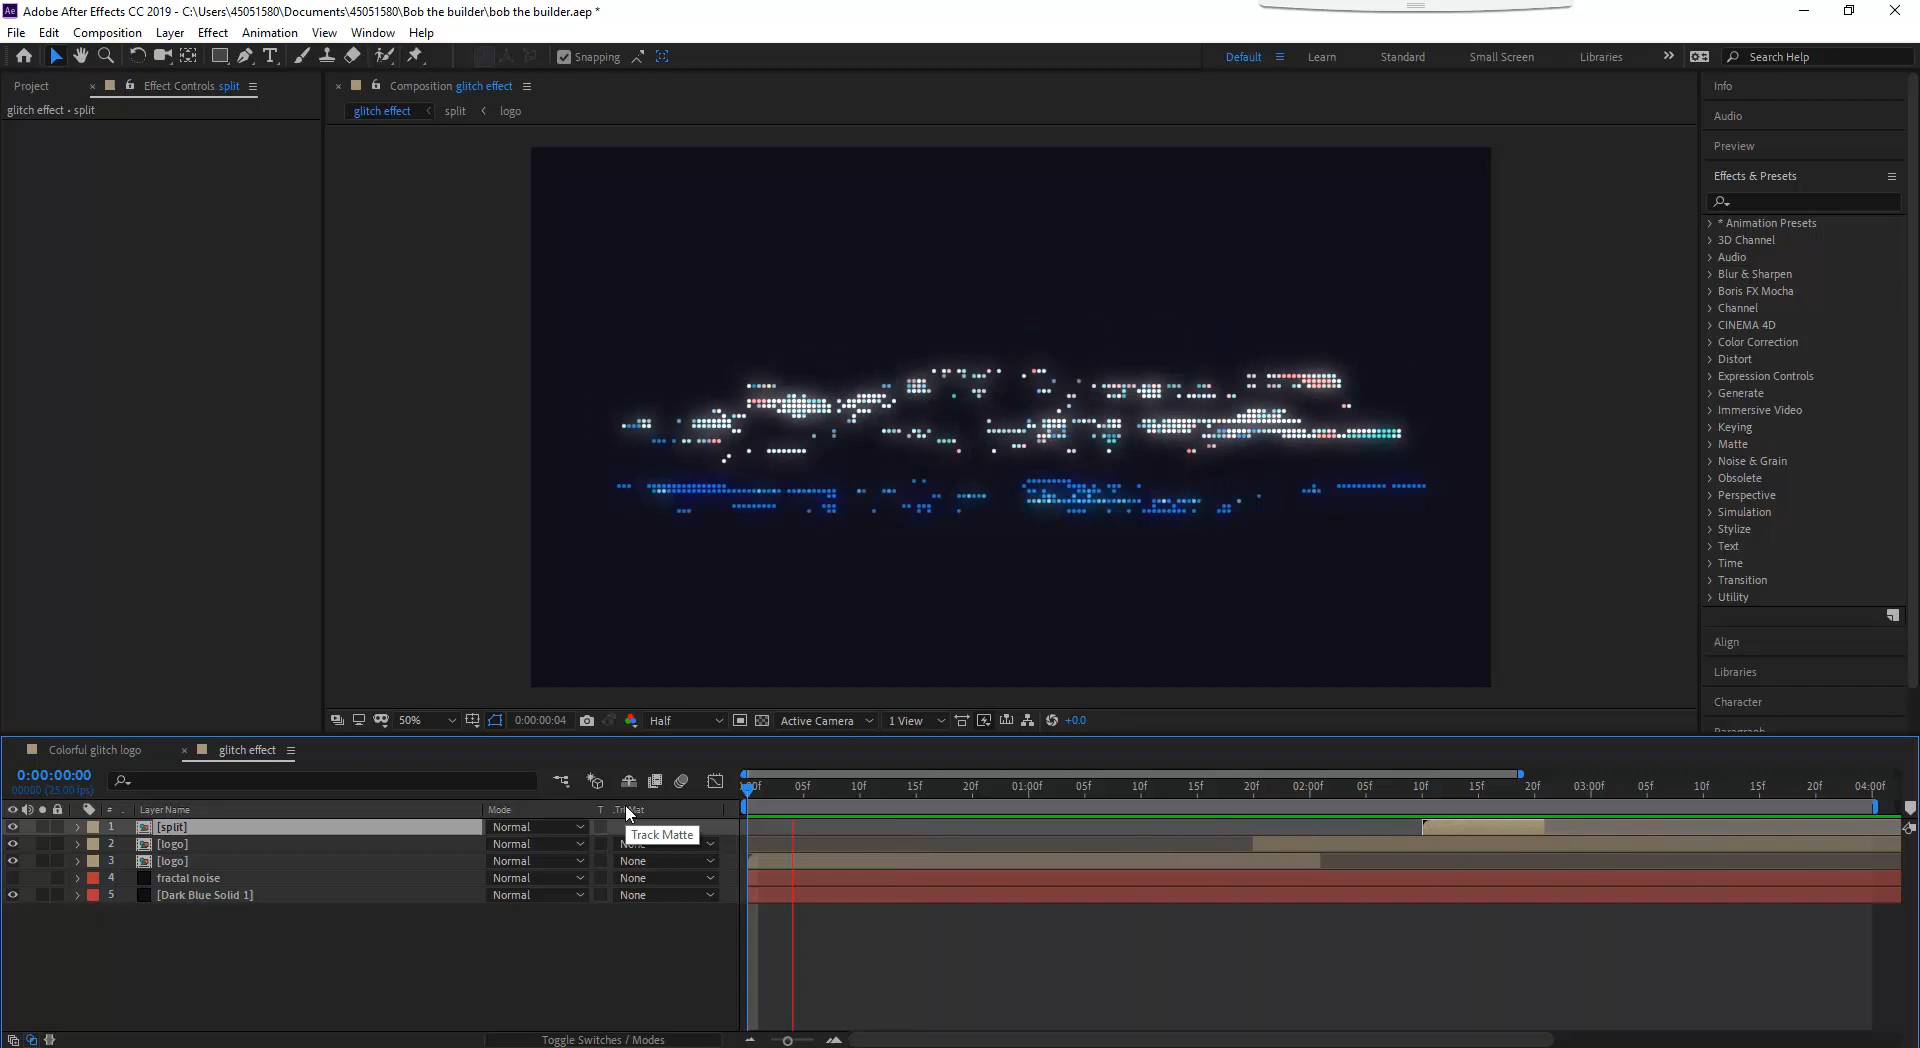 Adobe After Effects CC 2019 - C:\Users\45051580\Documents\45051580\Bob the builder\bob the builder.aep *
File Edit Composition Layer Effect Animation View Window Help
Snapping
Default Learn Standard Small Screen Libraries Search Help
Project Effect Controls split
glitch effect • split
Composition glitch effect
glitch effect split logo
Info
Audio
Preview
Effects & Presets
* Animation Presets
3D Channel
Audio
Blur & Sharpen
Boris FX Mocha
Channel
CINEMA 4D
Color Correction
Distort
Expression Controls
Generate
Immersive Video
Keying
Matte
Noise & Grain
Obsolete
Perspective
Simulation
Stylize
Text
Time
Transition
Utility
Align
Libraries
Character
50% 0:00:00:04 Half Active Camera 1 View +0.0
Colorful glitch logo glitch effect
0:00:00:00
00000 (25.00 fps)
05f 10f 15f 20f 01:00f 05f 10f 15f 20f 02:00f 05f 10f 15f 20f 03:00f 05f 10f 15f 20f 04:00f
# Layer Name Mode T
1 [split] Normal
Track Matte
2 [logo] Normal
3 [logo] Normal None
4 fractal noise Normal None
5 [Dark Blue Solid 1] Normal None
Toggle Switches / Modes